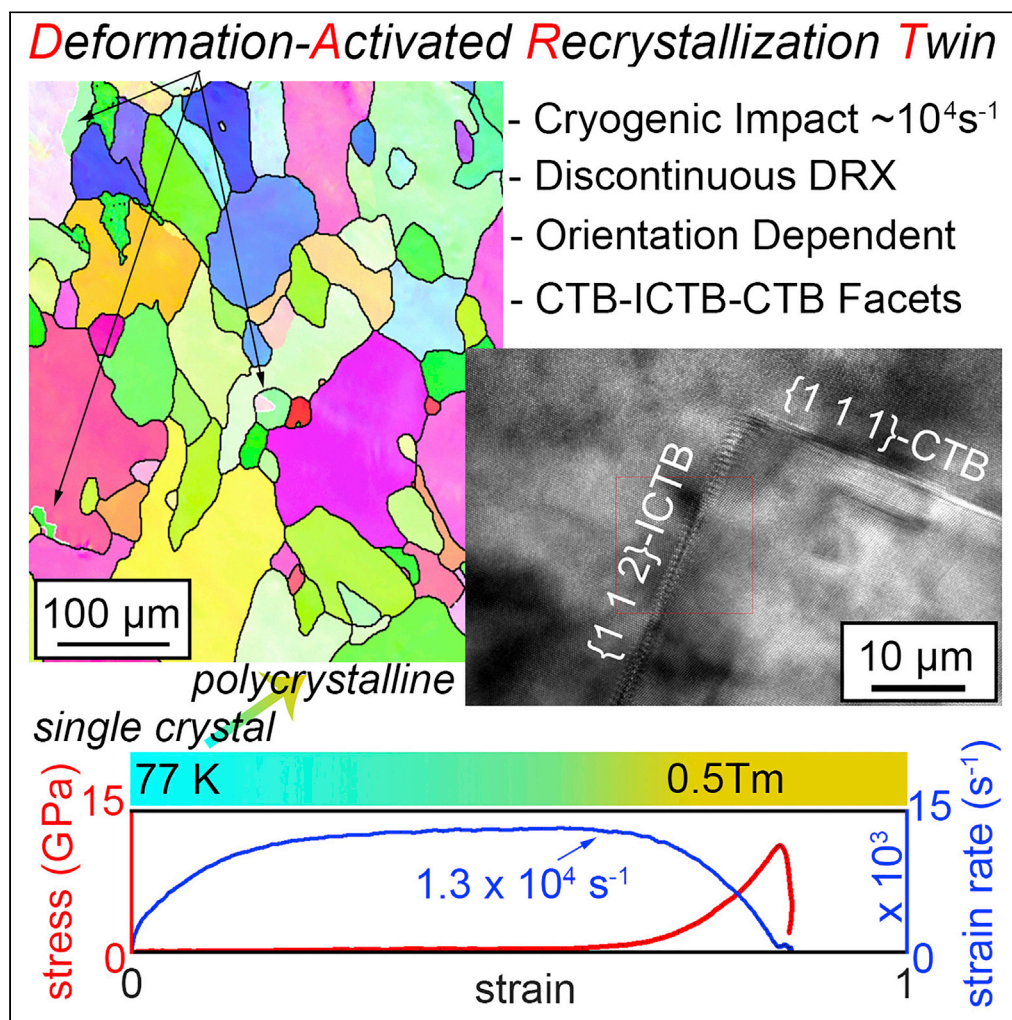 Deformation-Activated Recrystallization Twin
- Cryogenic Impact ~10⁴s⁻¹
- Discontinuous DRX
- Orientation Dependent
- CTB-ICTB-CTB Facets
100 µm
{1 1 1}-CTB
{1 1 2}-ICTB
10 µm
polycrystalline
single crystal
77 K
0.5Tm
15
0
stress (GPa)
1.3 x 10⁴ s⁻¹
15
0
x 10³
strain rate (s⁻¹)
0
strain
1